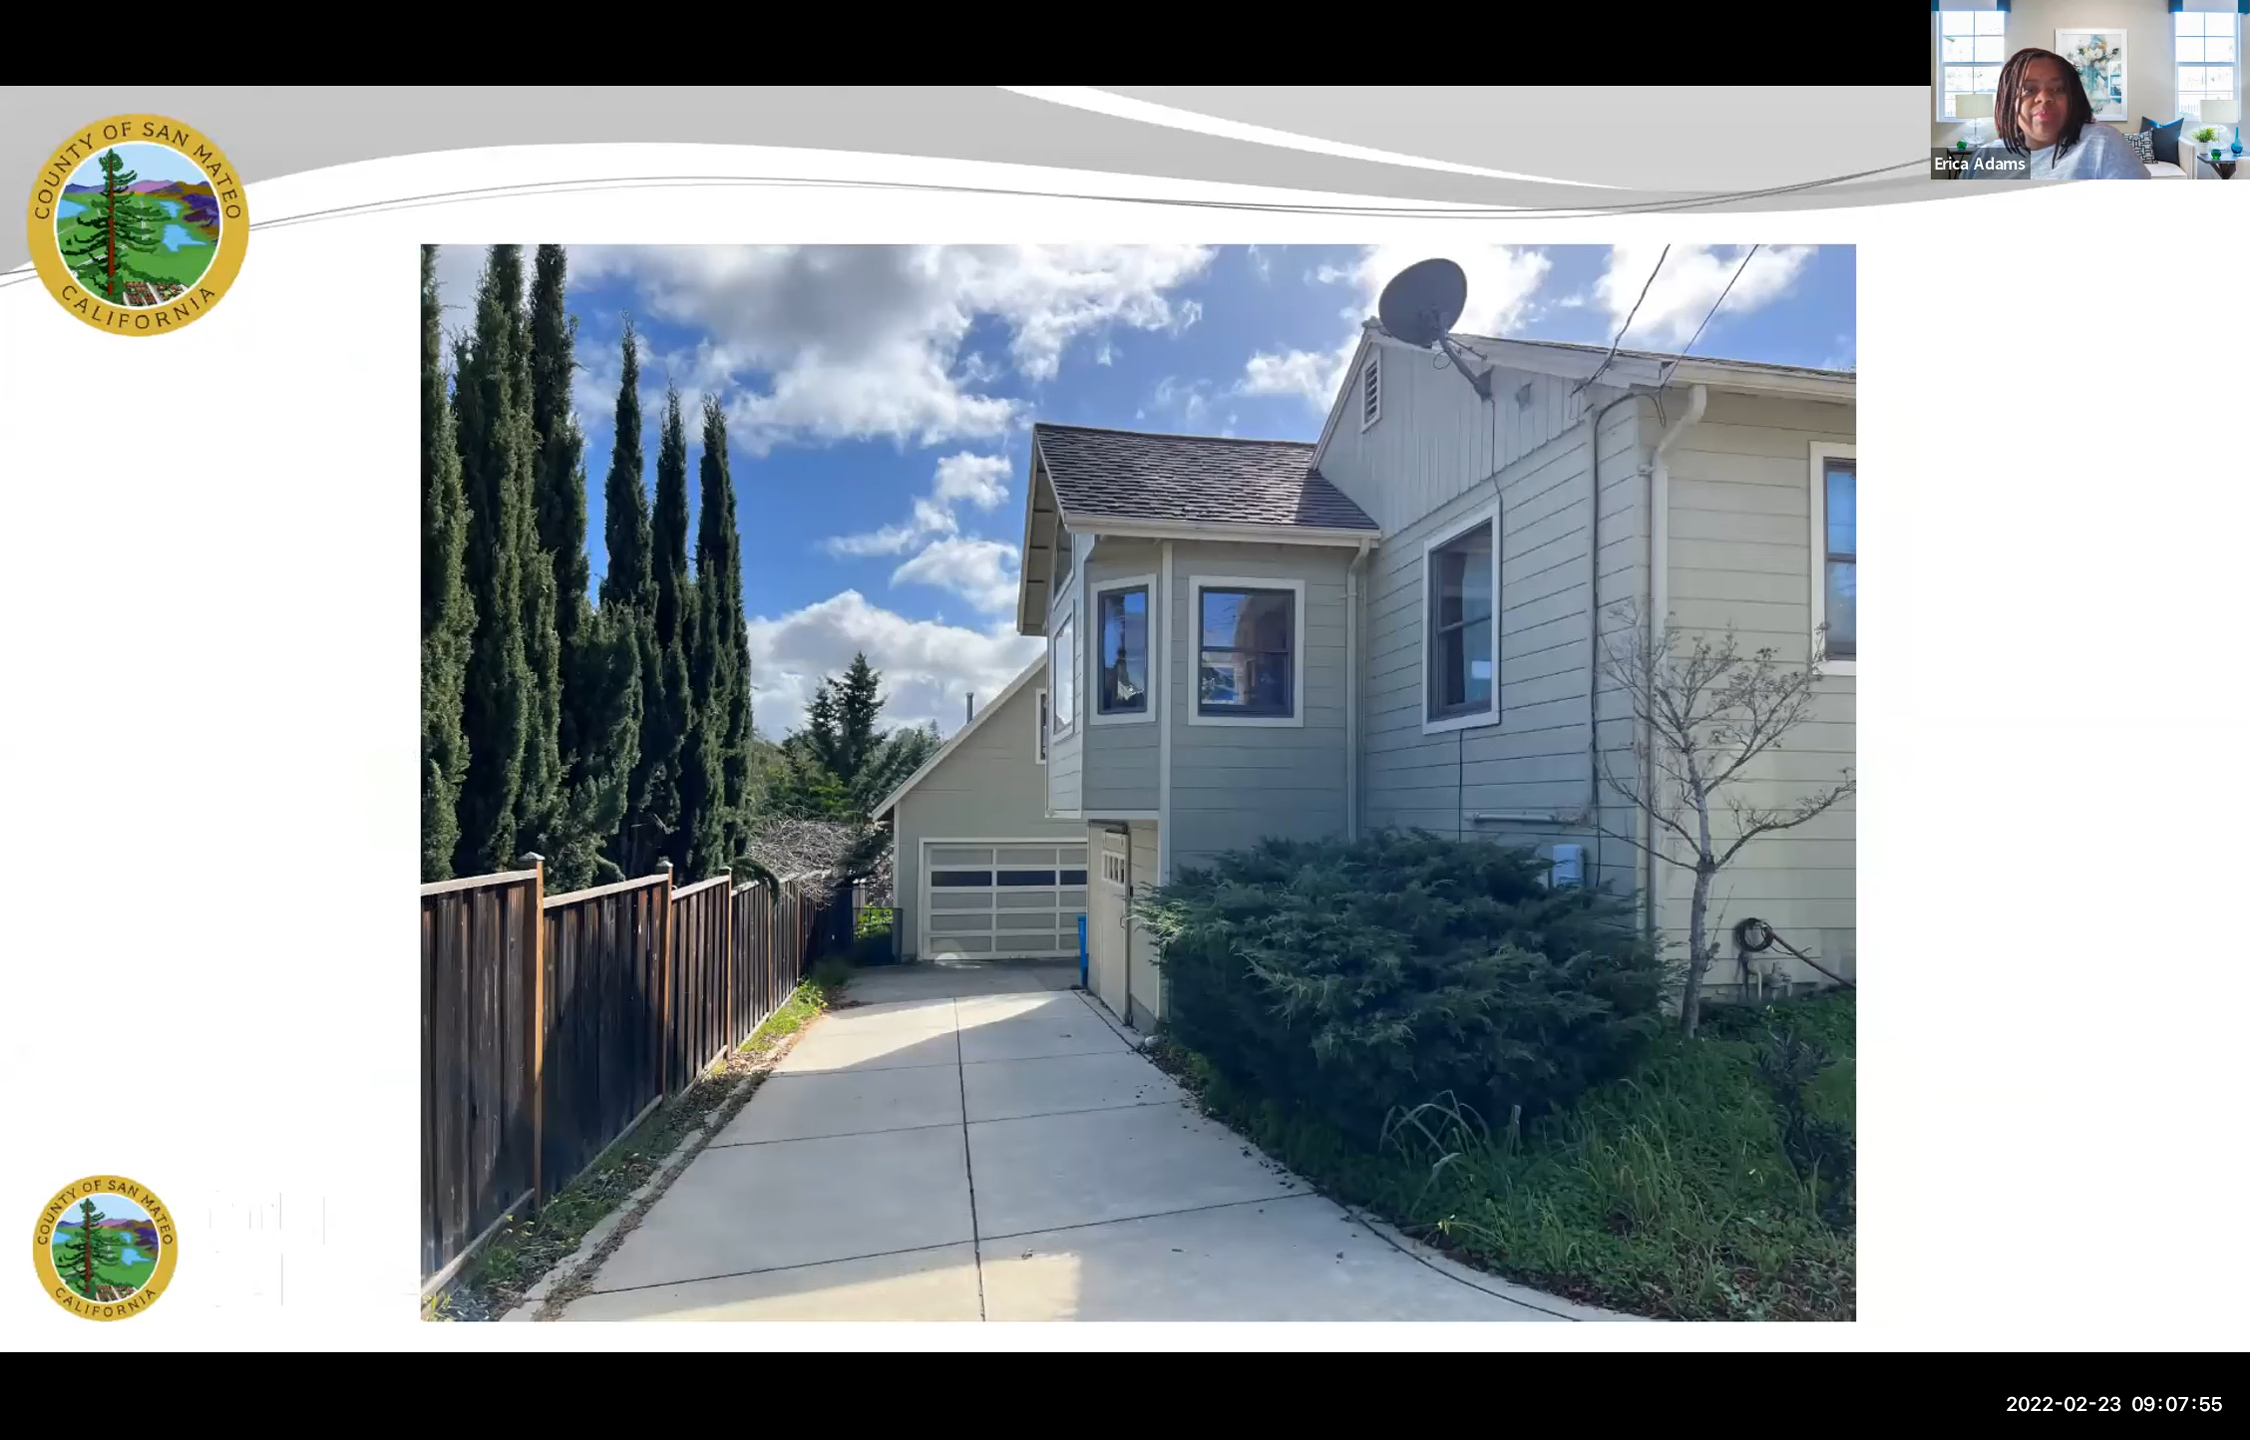 COUNTY OF SAN MATEO
CALIFORNIA
Erica Adams
COUNTY OF SAN MATEO
CALIFORNIA
2022-02-23 09:07:55